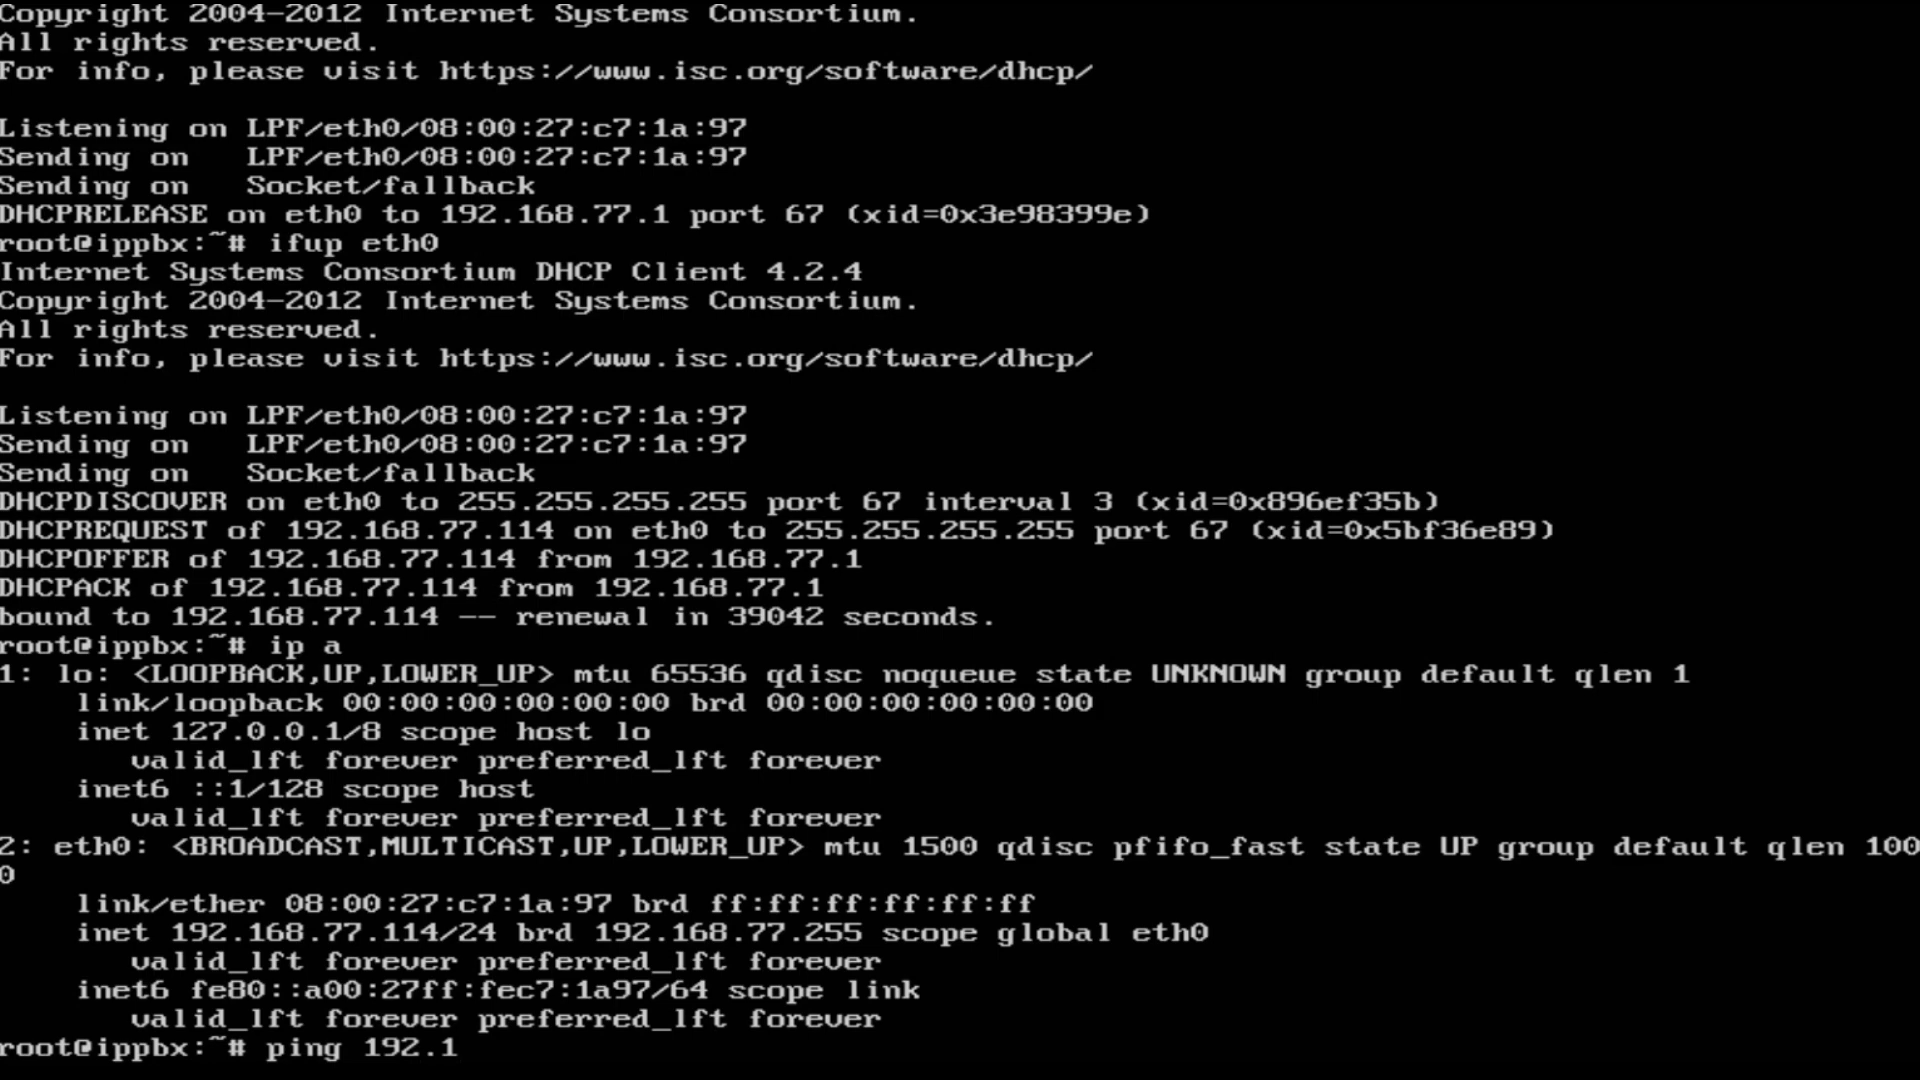 Copyright 2004-2012 Internet Systems Consortium.
All rights reserved.
For info, please visit https://www.isc.org/software/dhcp/
Listening on LPF/eth0/08:00:27:c7:1a:97
Sending on   LPF/eth0/08:00:27:c7:1a:97
Sending on   Socket/fallback
DHCPRELEASE on eth0 to 192.168.77.1 port 67 (xid=0x3e98399e)
root@ippbx:~# ifup eth0
Internet Systems Consortium DHCP Client 4.2.4
Copyright 2004-2012 Internet Systems Consortium.
All rights reserved.
For info, please visit https://www.isc.org/software/dhcp/
Listening on LPF/eth0/08:00:27:c7:1a:97
Sending on   LPF/eth0/08:00:27:c7:1a:97
Sending on   Socket/fallback
DHCPDISCOVER on eth0 to 255.255.255.255 port 67 interval 3 (xid=0x896ef35b)
DHCPREQUEST of 192.168.77.114 on eth0 to 255.255.255.255 port 67 (xid=0x5bf36e89)
DHCPOFFER of 192.168.77.114 from 192.168.77.1
DHCPACK of 192.168.77.114 from 192.168.77.1
bound to 192.168.77.114 -- renewal in 39042 seconds.
root@ippbx:~# ip a
1: lo: <LOOPBACK,UP,LOWER_UP> mtu 65536 qdisc noqueue state UNKNOWN group default qlen 1
    link/loopback 00:00:00:00:00:00 brd 00:00:00:00:00:00
    inet 127.0.0.1/8 scope host lo
       valid_lft forever preferred_lft forever
    inet6 ::1/128 scope host
       valid_lft forever preferred_lft forever
2: eth0: <BROADCAST,MULTICAST,UP,LOWER_UP> mtu 1500 qdisc pfifo_fast state UP group default qlen 100
0
    link/ether 08:00:27:c7:1a:97 brd ff:ff:ff:ff:ff:ff
    inet 192.168.77.114/24 brd 192.168.77.255 scope global eth0
       valid_lft forever preferred_lft forever
    inet6 fe80::a00:27ff:fec7:1a97/64 scope link
       valid_lft forever preferred_lft forever
root@ippbx:~# ping 192.1